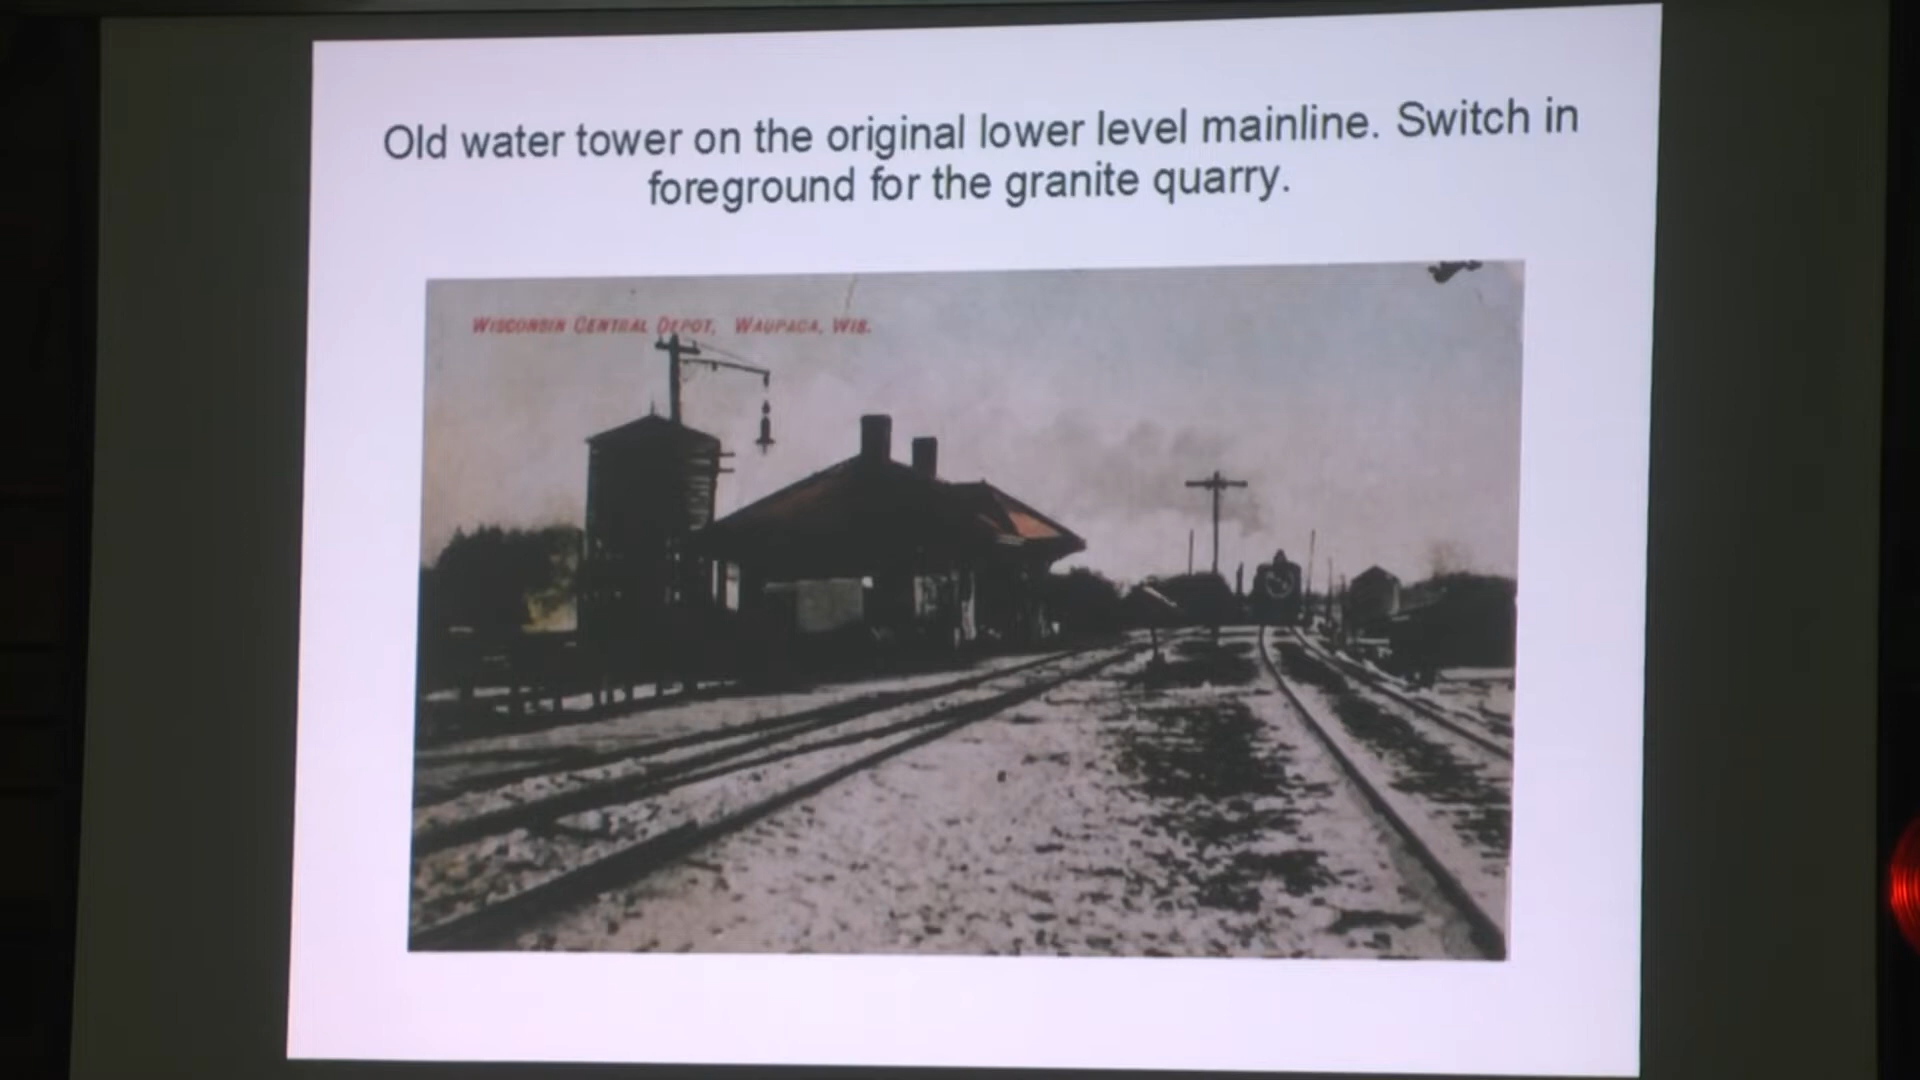 Old water tower on the original lower level mainline. Switch in
foreground for the granite quarry.
WISCONSIN CENTRAL DEPOT, WAUPACA, WIS.